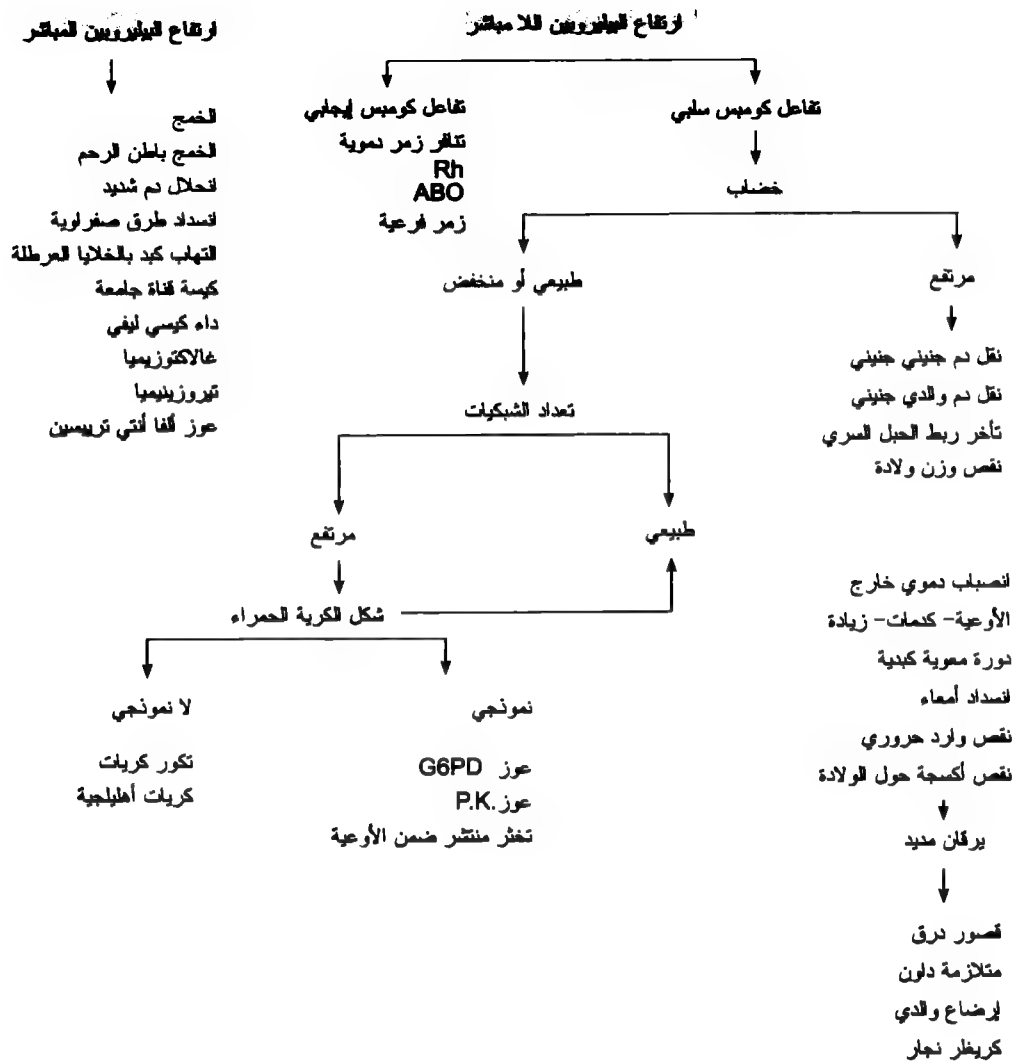 ارتفاع البيليروبين اللا مباشر
ارتفاع البيليروبين المباشر
تفاعل كومبس سلبي
خضاب
مرتفع
نقل دم جنيني جنيني
نقل دم والدي جنيني
تأخر ربط الحبل السري
نقص وزن ولادة
تفاعل كومبس إيجابي
تنافر زمر دموية
Rh
ABO
زمر فرعية
طبيعي أو منخفض
تعداد الشبكيات
طبيعي
مرتفع
شكل الكرية الحمراء
نموذجي
عوز G6PD
عوز P.K.
تخثر منتشر ضمن الأوعية
لا نموذجي
تكور كريات
كريات أهليلجية
انصباب دموي خارج
الأوعية- كدمات- زيادة
دورة معوية كبدية
انسداد أمعاء
نقص وارد حروري
نقص أكسجة حول الولادة
يرقان مديد
قصور درق
متلازمة داون
إرضاع والدي
كريغلر نجار
الخمج
الخمج باطن الرحم
انحلال دم شديد
انسداد طرق صفراوية
التهاب كبد بالخلايا العرطلة
كيسة قناة جامعة
داء كيسي ليفي
غالاكتوزيميا
تيروزينيميا
عوز ألفا أنتي تريبسين